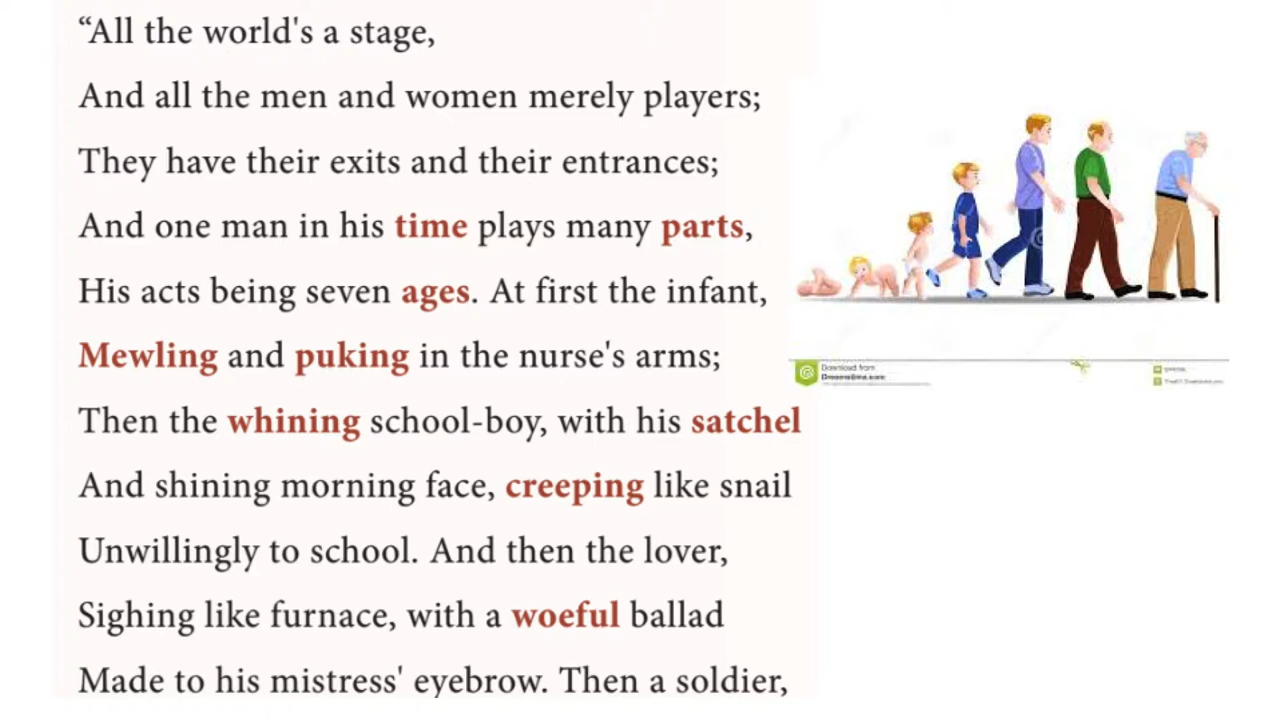 “All the world's a stage,
And all the men and women merely players;
They have their exits and their entrances;
And one man in his time plays many parts,
His acts being seven ages. At first the infant,
Mewling and puking in the nurse's arms;
Then the whining school-boy, with his satchel
And shining morning face, creeping like snail
Unwillingly to school. And then the lover,
Sighing like furnace, with a woeful ballad
Made to his mistress' eyebrow. Then a soldier,
Download from
Dreamstime.com